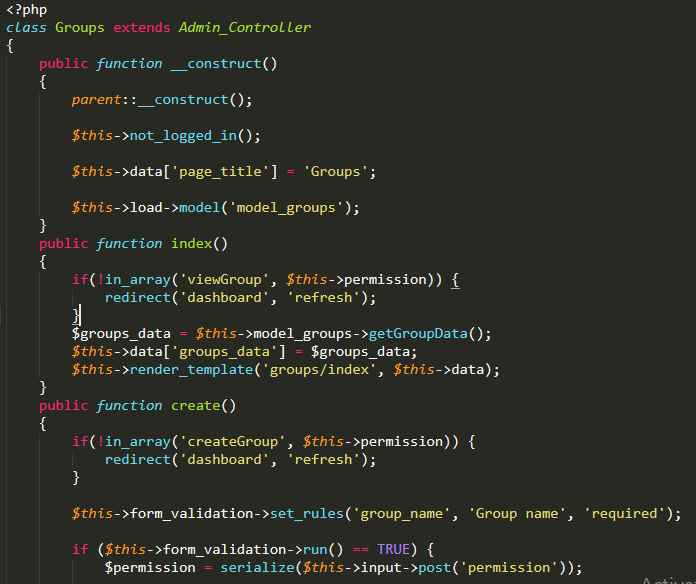 <?php
class Groups extends Admin_Controller
{
    public function __construct()
    {
        parent::__construct();

        $this->not_logged_in();

        $this->data['page_title'] = 'Groups';

        $this->load->model('model_groups');
    }
    public function index()
    {
        if(!in_array('viewGroup', $this->permission)) {
            redirect('dashboard', 'refresh');
        }
        $groups_data = $this->model_groups->getGroupData();
        $this->data['groups_data'] = $groups_data;
        $this->render_template('groups/index', $this->data);
    }
    public function create()
    {
        if(!in_array('createGroup', $this->permission)) {
            redirect('dashboard', 'refresh');
        }

        $this->form_validation->set_rules('group_name', 'Group name', 'required');

        if ($this->form_validation->run() == TRUE) {
            $permission = serialize($this->input->post('permission'));